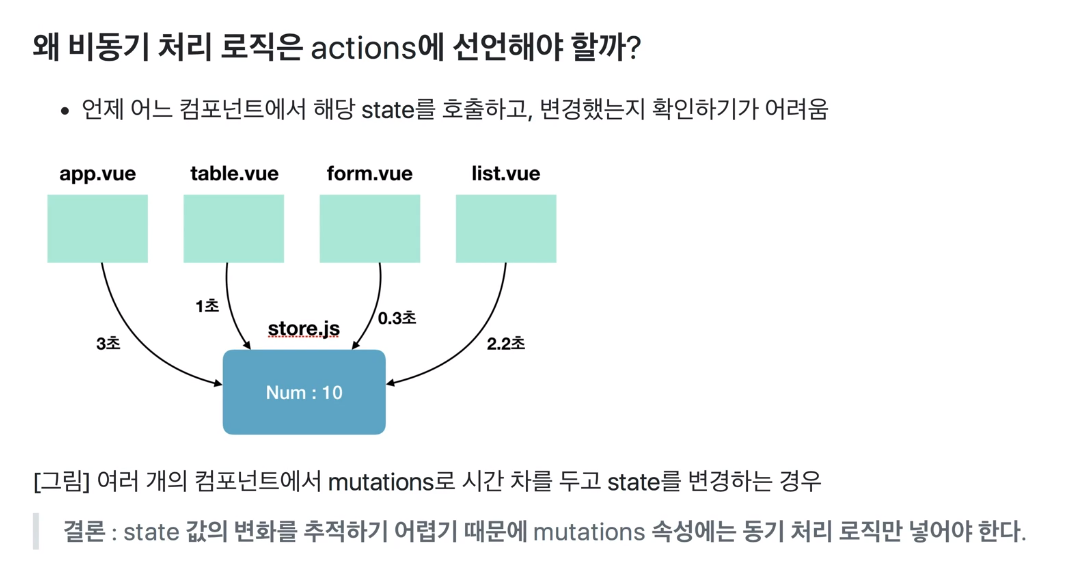 왜 비동기 처리 로직은 actions에 선언해야 할까?
• 언제 어느 컴포넌트에서 해당 state를 호출하고, 변경했는지 확인하기가 어려움
app.vue table.vue form.vue list.vue
1초
0.3초
store.js
3초
2.2초
Num : 10
[그림] 여러 개의 컴포넌트에서 mutations로 시간 차를 두고 state를 변경하는 경우
결론 : state 값의 변화를 추적하기 어렵기 때문에 mutations 속성에는 동기 처리 로직만 넣어야 한다.